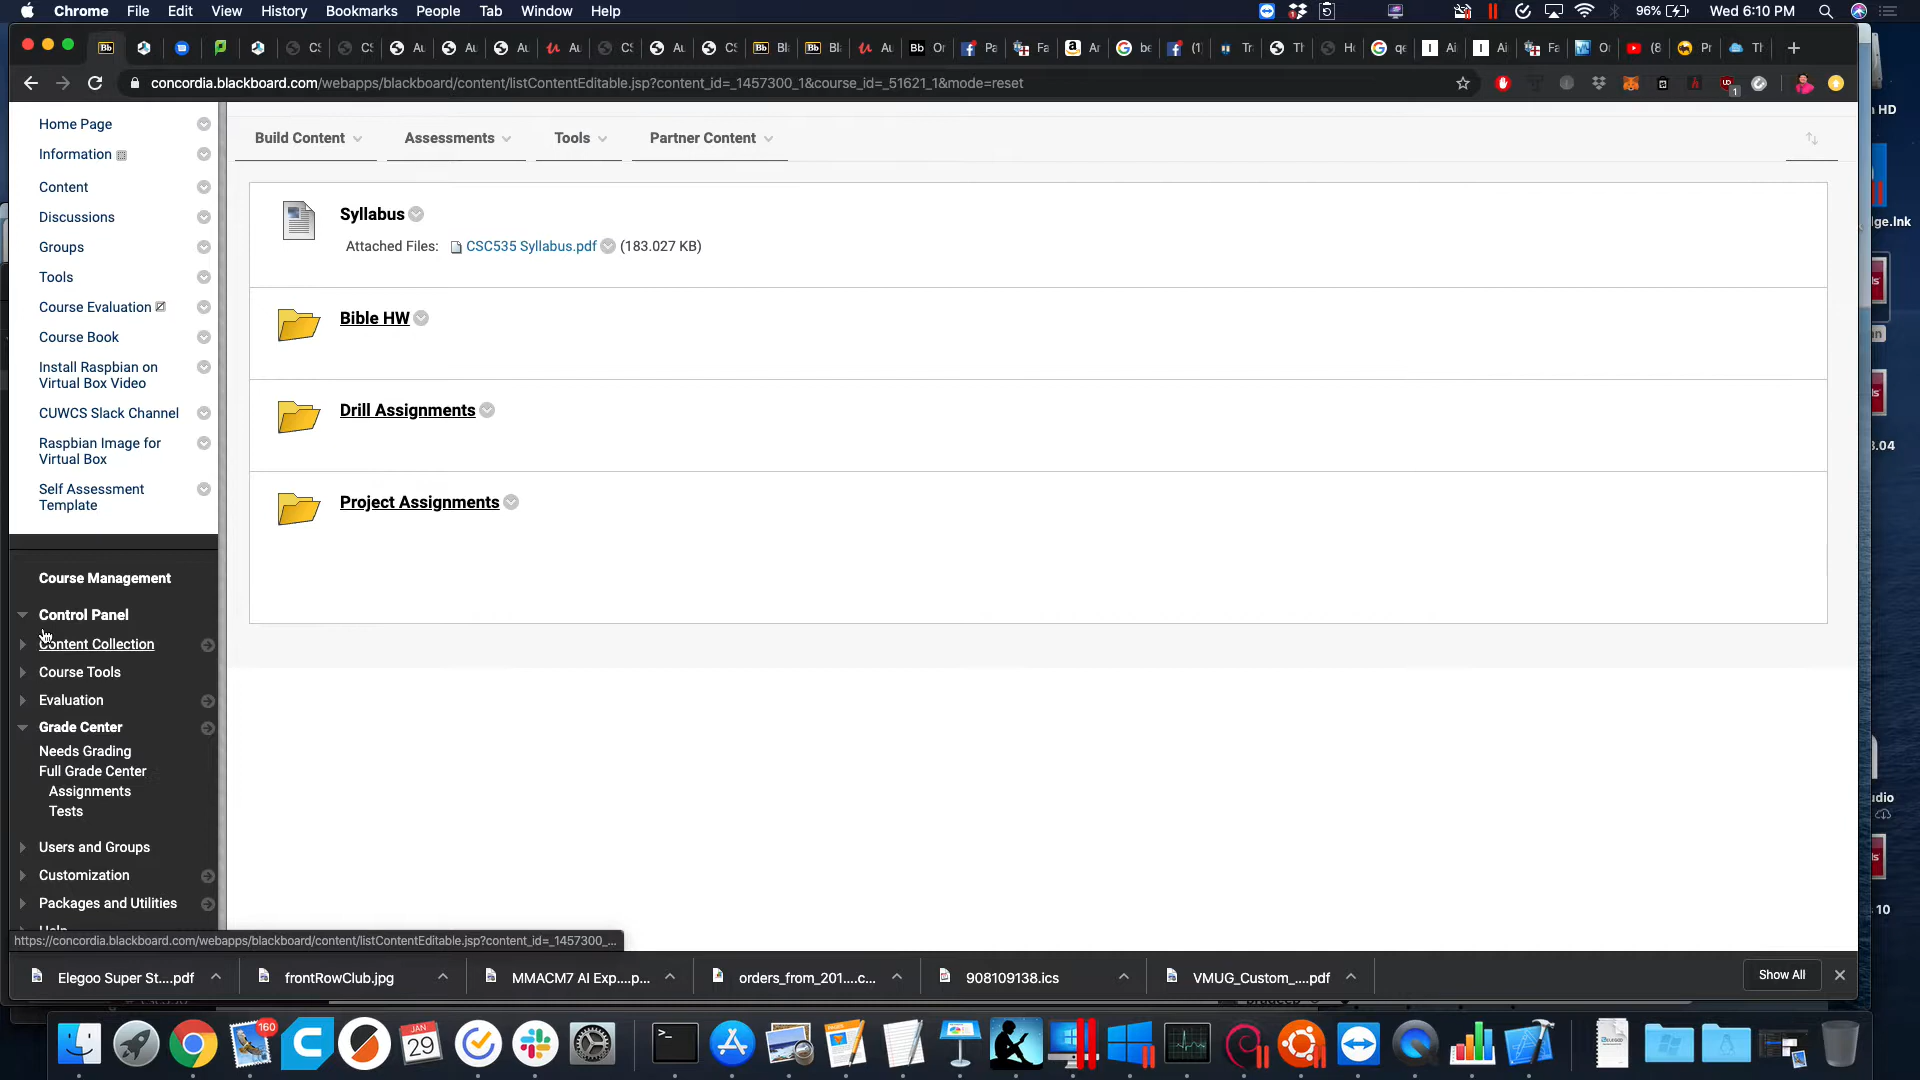 Chrome File Edit View History Bookmarks People Tab Window Help
96% Wed 6:10 PM
concordia.blackboard.com/webapps/blackboard/content/listContentEditable.jsp?content_id=_1457300_1&course_id=_51621_1&mode=reset
Home Page
Information
Content
Discussions
Groups
Tools
Course Evaluation
Course Book
Install Raspbian on
Virtual Box Video
CUWCS Slack Channel
Raspbian Image for
Virtual Box
Self Assessment
Template
Course Management
Control Panel
Content Collection
Course Tools
Evaluation
Grade Center
Needs Grading
Full Grade Center
Assignments
Tests
Users and Groups
Customization
Packages and Utilities
Help
Build Content Assessments Tools Partner Content
Syllabus
Attached Files: CSC535 Syllabus.pdf (183.027 KB)
Bible HW
Drill Assignments
Project Assignments
https://concordia.blackboard.com/webapps/blackboard/content/listContentEditable.jsp?content_id=_1457300_...
Elegoo Super St....pdf frontRowClub.jpg MMACM7 AI Exp....p... orders_from_201....c... 908109138.ics VMUG_Custom_....pdf Show All
160
JAN
29